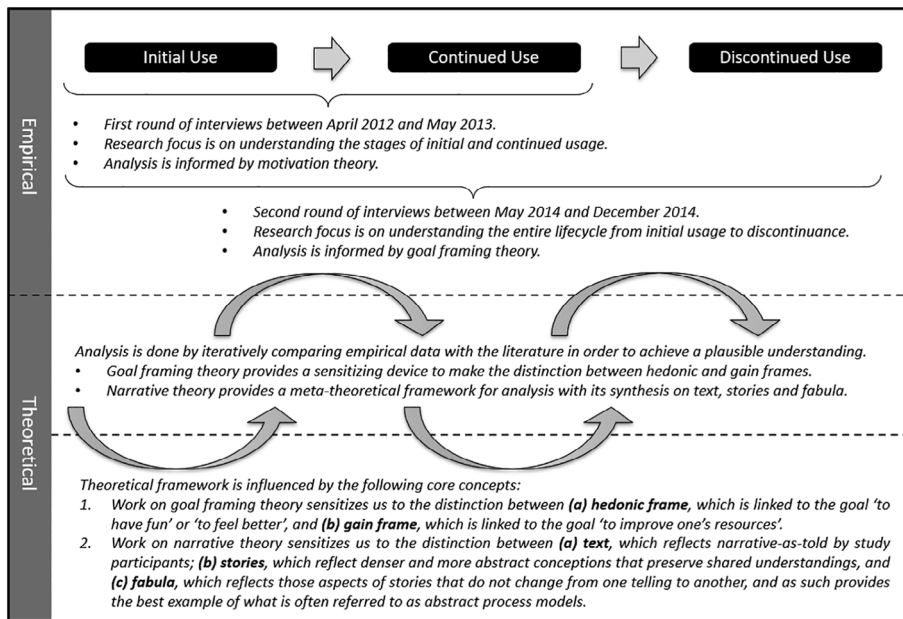 Initial Use
Continued Use
Discontinued Use
Empirical
• First round of interviews between April 2012 and May 2013.
• Research focus is on understanding the stages of initial and continued usage.
• Analysis is informed by motivation theory.
• Second round of interviews between May 2014 and December 2014.
• Research focus is on understanding the entire lifecycle from initial usage to discontinuance.
• Analysis is informed by goal framing theory.
Theoretical
Analysis is done by iteratively comparing empirical data with the literature in order to achieve a plausible understanding.
• Goal framing theory provides a sensitizing device to make the distinction between hedonic and gain frames.
• Narrative theory provides a meta-theoretical framework for analysis with its synthesis on text, stories and fabula.
Theoretical framework is influenced by the following core concepts:
1. Work on goal framing theory sensitizes us to the distinction between (a) hedonic frame, which is linked to the goal ‘to
have fun’ or ‘to feel better’, and (b) gain frame, which is linked to the goal ‘to improve one’s resources’.
2. Work on narrative theory sensitizes us to the distinction between (a) text, which reflects narrative-as-told by study
participants; (b) stories, which reflect denser and more abstract conceptions that preserve shared understandings, and
(c) fabula, which reflects those aspects of stories that do not change from one telling to another, and as such provides
the best example of what is often referred to as abstract process models.